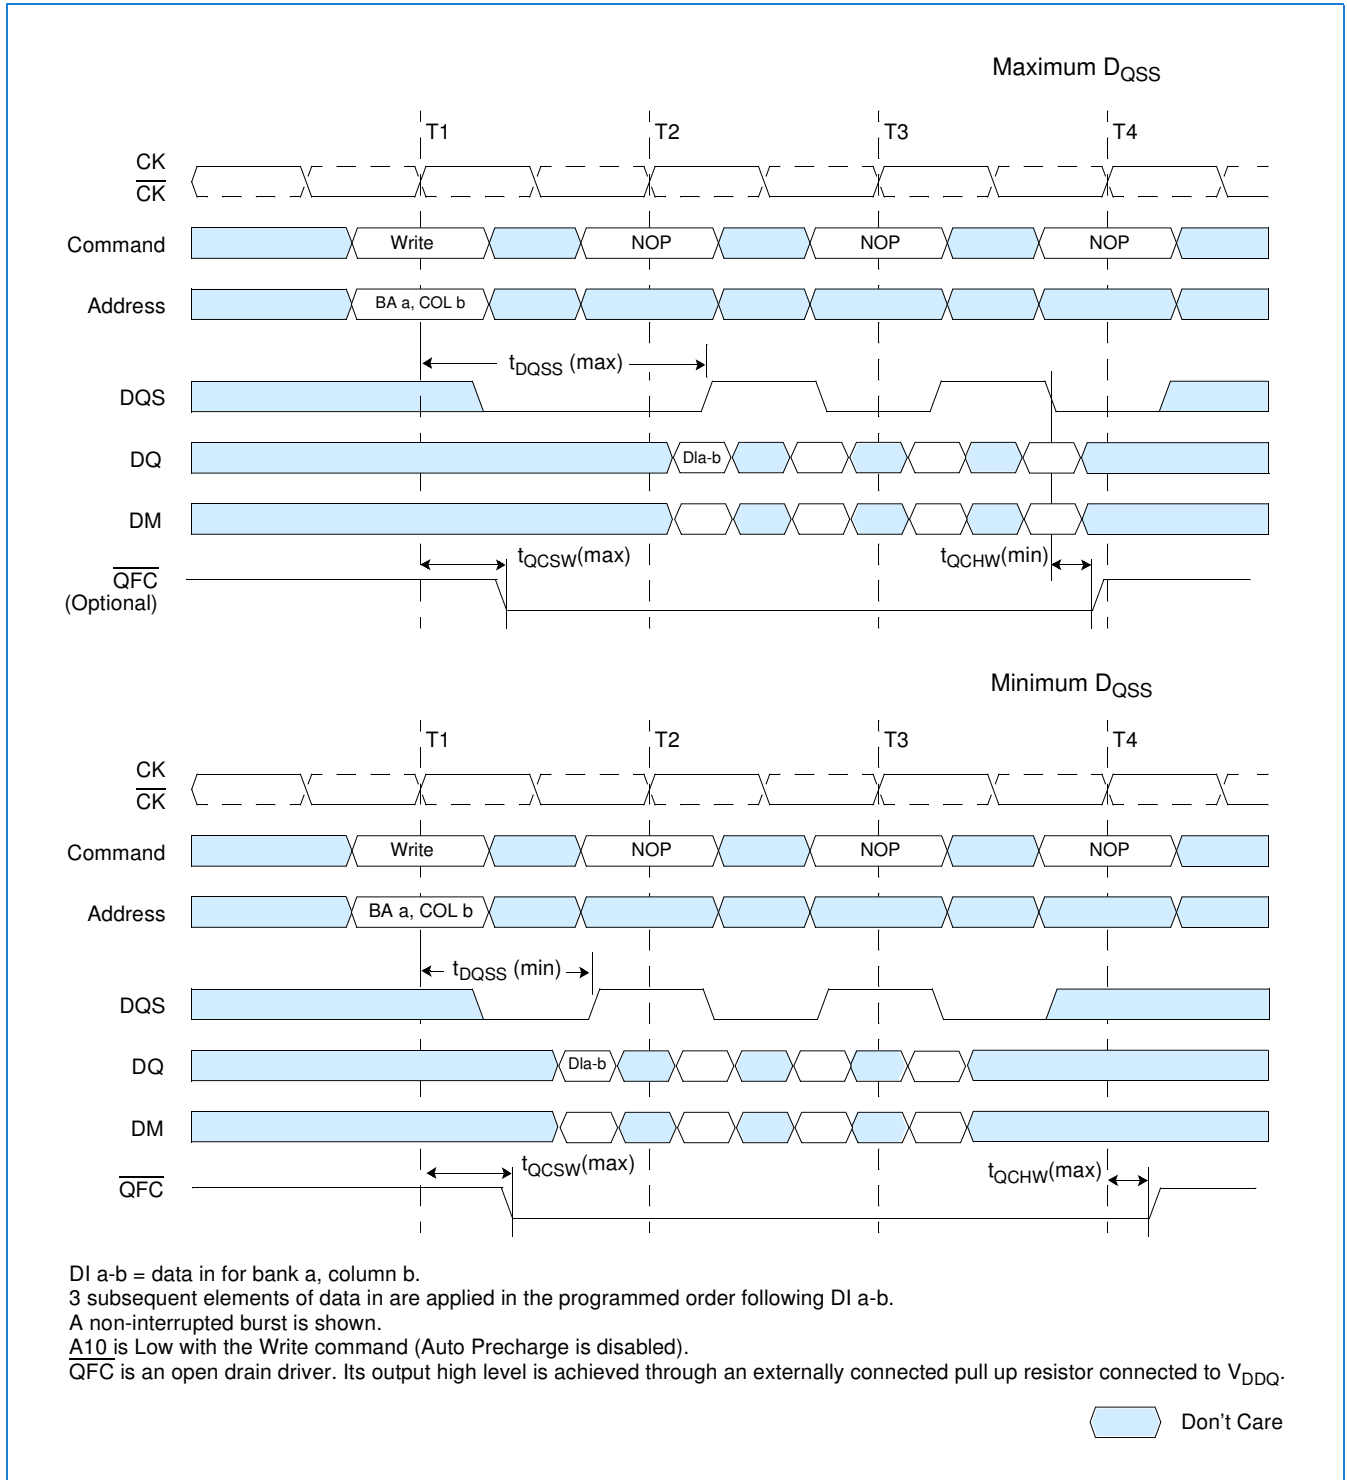 Maximum DQSS
T1 T2 T3 T4
CK
CK
Command Write NOP NOP NOP
Address BA a, COL b
tDQSS (max)
DQS
DQ DIa-b
DM
tQCSW(max) tQCHW(min)
QFC
(Optional)
Minimum DQSS
T1 T2 T3 T4
CK
CK
Command Write NOP NOP NOP
Address BA a, COL b
tDQSS (min)
DQS
DQ DIa-b
DM
tQCSW(max) tQCHW(max)
QFC
DI a-b = data in for bank a, column b.
3 subsequent elements of data in are applied in the programmed order following DI a-b.
A non-interrupted burst is shown.
A10 is Low with the Write command (Auto Precharge is disabled).
QFC is an open drain driver. Its output high level is achieved through an externally connected pull up resistor connected to VDDQ.
Don't Care